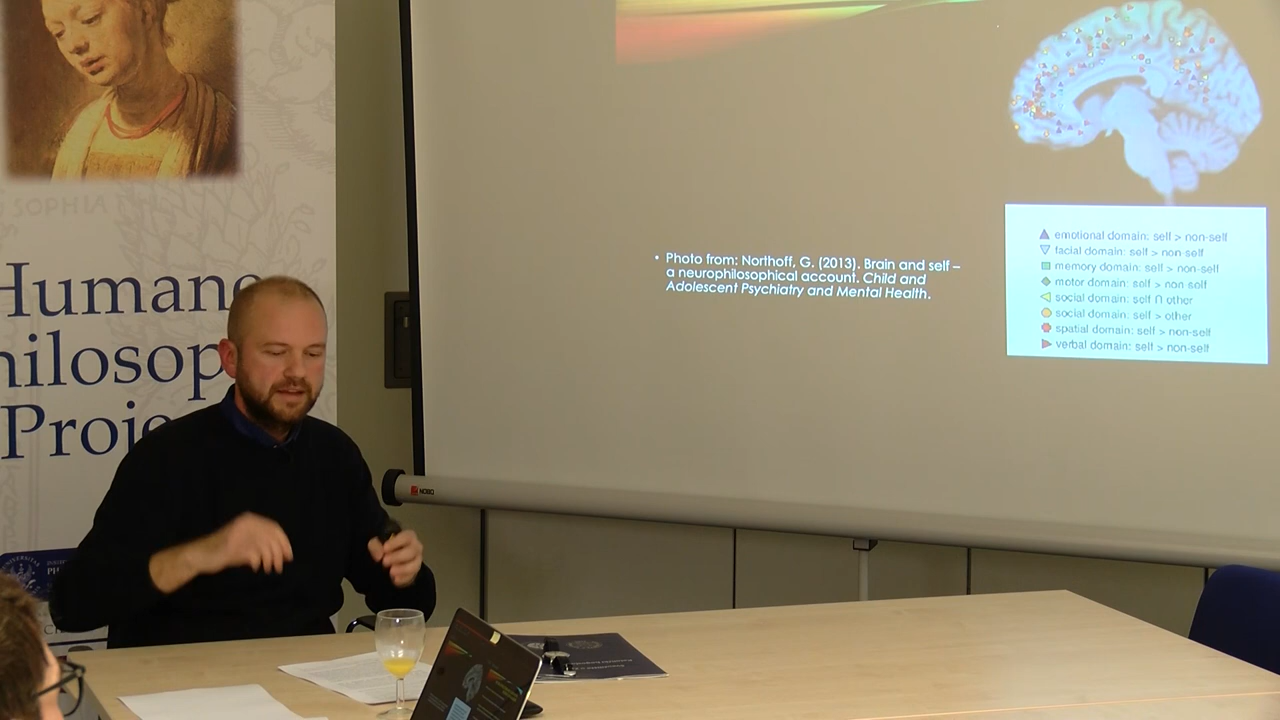 SOPHIA
Humane
hilosop
Proje
• Photo from: Northoff, G. (2013). Brain and self –
a neurophilosophical account. Child and
Adolescent Psychiatry and Mental Health.
emotional domain: self > non-self
facial domain: self > non-self
memory domain: self > non-self
motor domain: self > non self
social domain: self ∩ other
social domain: self > other
spatial domain: self > non-self
verbal domain: self > non-self
NOBO